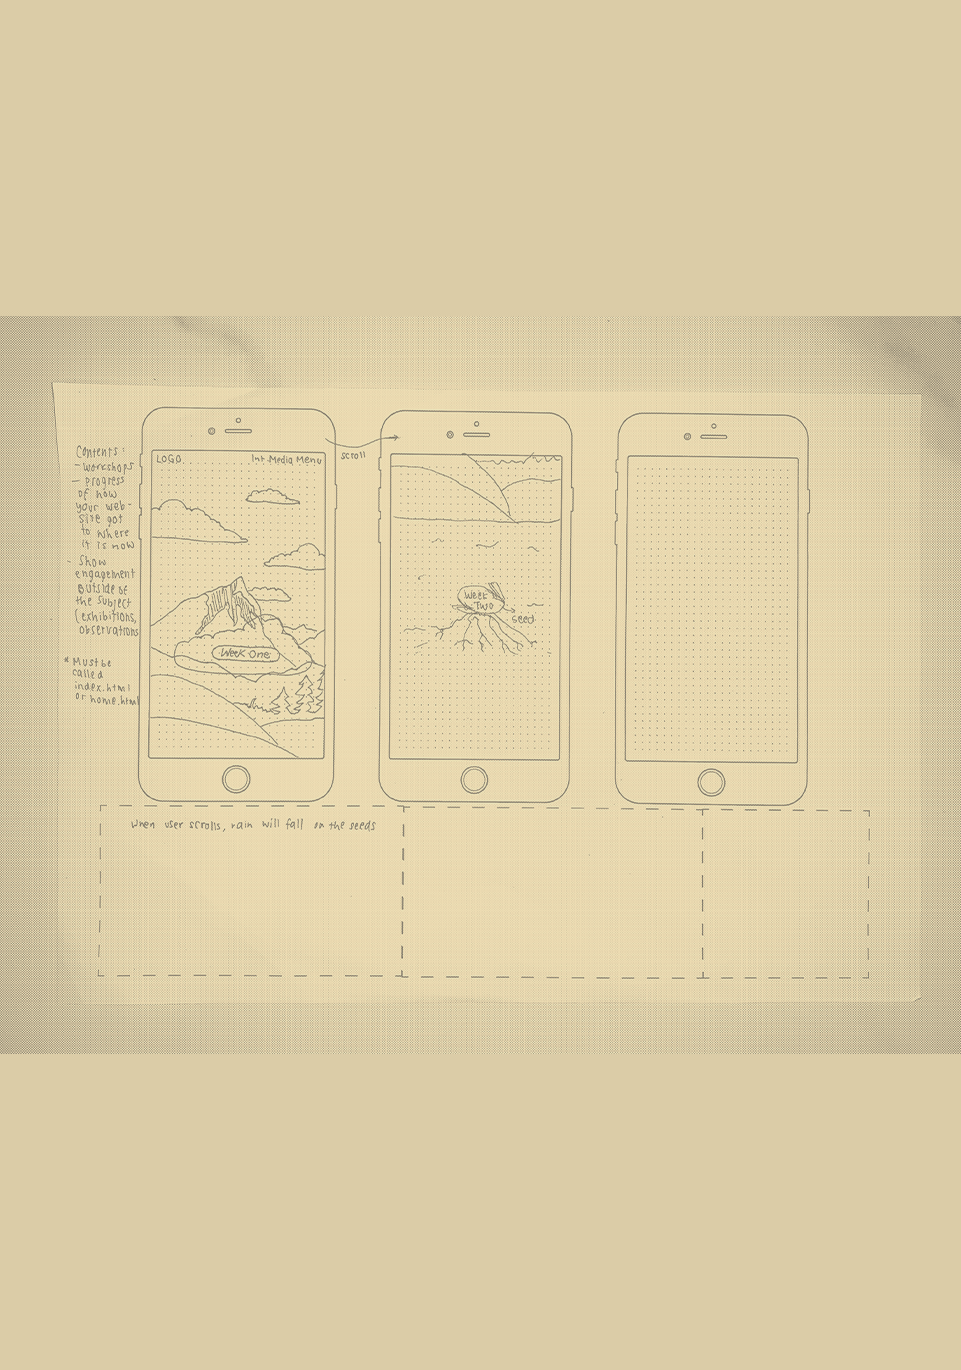 Contents:
- workshops
- progress
of how
your web-
site got
to where
it is now
- Show
engagement
outside of
the subject
(exhibitions,
observations
* Must be
called
index.html
or home.html
LOGO
Int Media Menu
Week One
scroll
Week
Two
seed
When user scrolls, rain will fall on the seeds